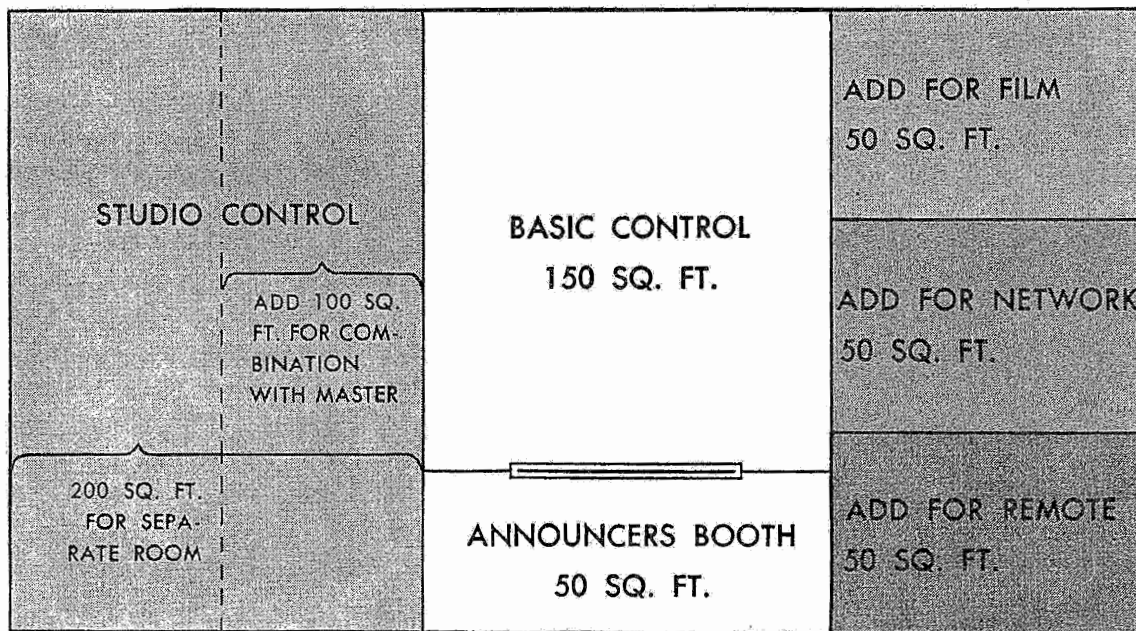 STUDIO CONTROL
ADD 100 SQ.
FT. FOR COM-
BINATION
WITH MASTER
200 SQ. FT.
FOR SEPA-
RATE ROOM
BASIC CONTROL
150 SQ. FT.
ANNOUNCERS BOOTH
50 SQ. FT.
ADD FOR FILM
50 SQ. FT.
ADD FOR NETWORK
50 SQ. FT.
ADD FOR REMOTE
50 SQ. FT.